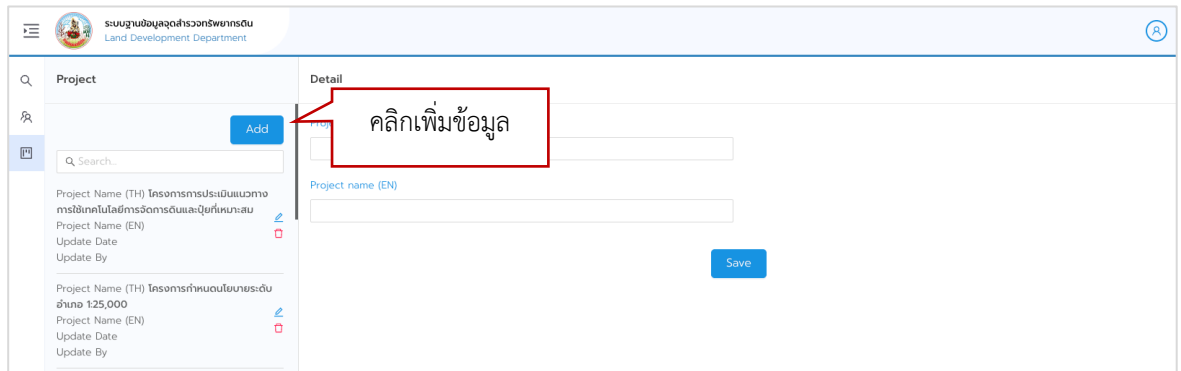 ระบบฐานข้อมูลจุดสำรวจทรัพยากรดิน
Land Development Department
Project
Detail
Add
คลิกเพิ่มข้อมูล
Search...
Project name (EN)
Project Name (TH) โครงการการประเมินแนวทาง
การใช้เทคโนโลยีการจัดการดินและปุ๋ยที่เหมาะสม
Project Name (EN)
Update Date
Update By
Save
Project Name (TH) โครงการกำหนดนโยบายระดับ
อำเภอ 1:25,000
Project Name (EN)
Update Date
Update By